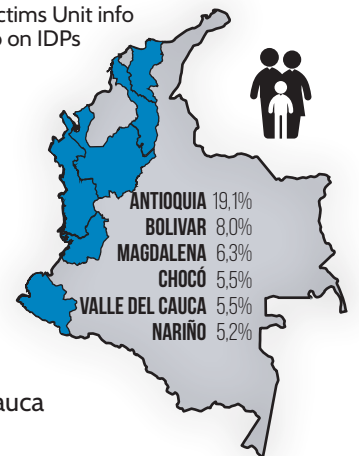 ctims Unit info
o on IDPs
ANTIOQUIA 19,1%
BOLIVAR 8,0%
MAGDALENA 6,3%
CHOCÓ 5,5%
VALLE DEL CAUCA 5,5%
NARIÑO 5,2%
auca